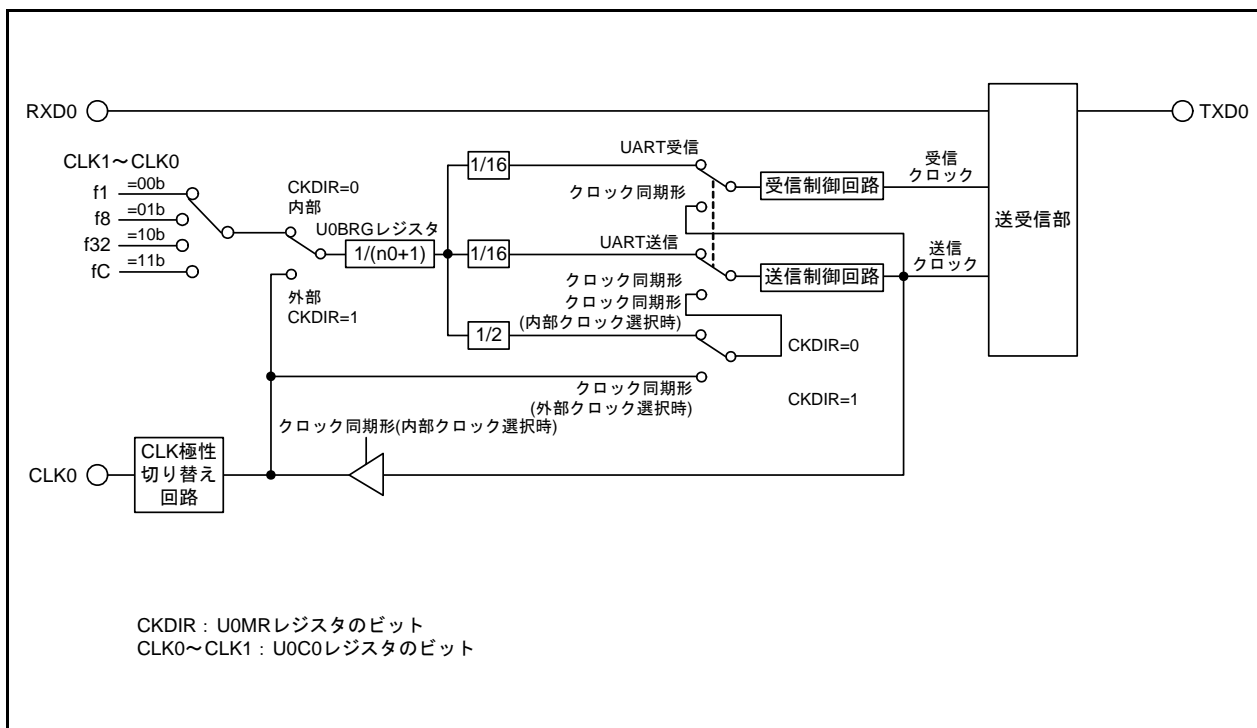 RXD0
TXD0
CLK1～CLK0
f1
=00b
f8
=01b
f32
=10b
fC
=11b
CKDIR=0
内部
U0BRGレジスタ
1/(n0+1)
外部
CKDIR=1
1/16
UART受信
クロック同期形
受信制御回路
受信
クロック
1/16
UART送信
クロック同期形
送信制御回路
送信
クロック
送受信部
1/2
クロック同期形
(内部クロック選択時)
CKDIR=0
クロック同期形
(外部クロック選択時)
CKDIR=1
クロック同期形(内部クロック選択時)
CLK0
CLK極性
切り替え
回路
CKDIR : U0MRレジスタのビット
CLK0～CLK1 : U0C0レジスタのビット